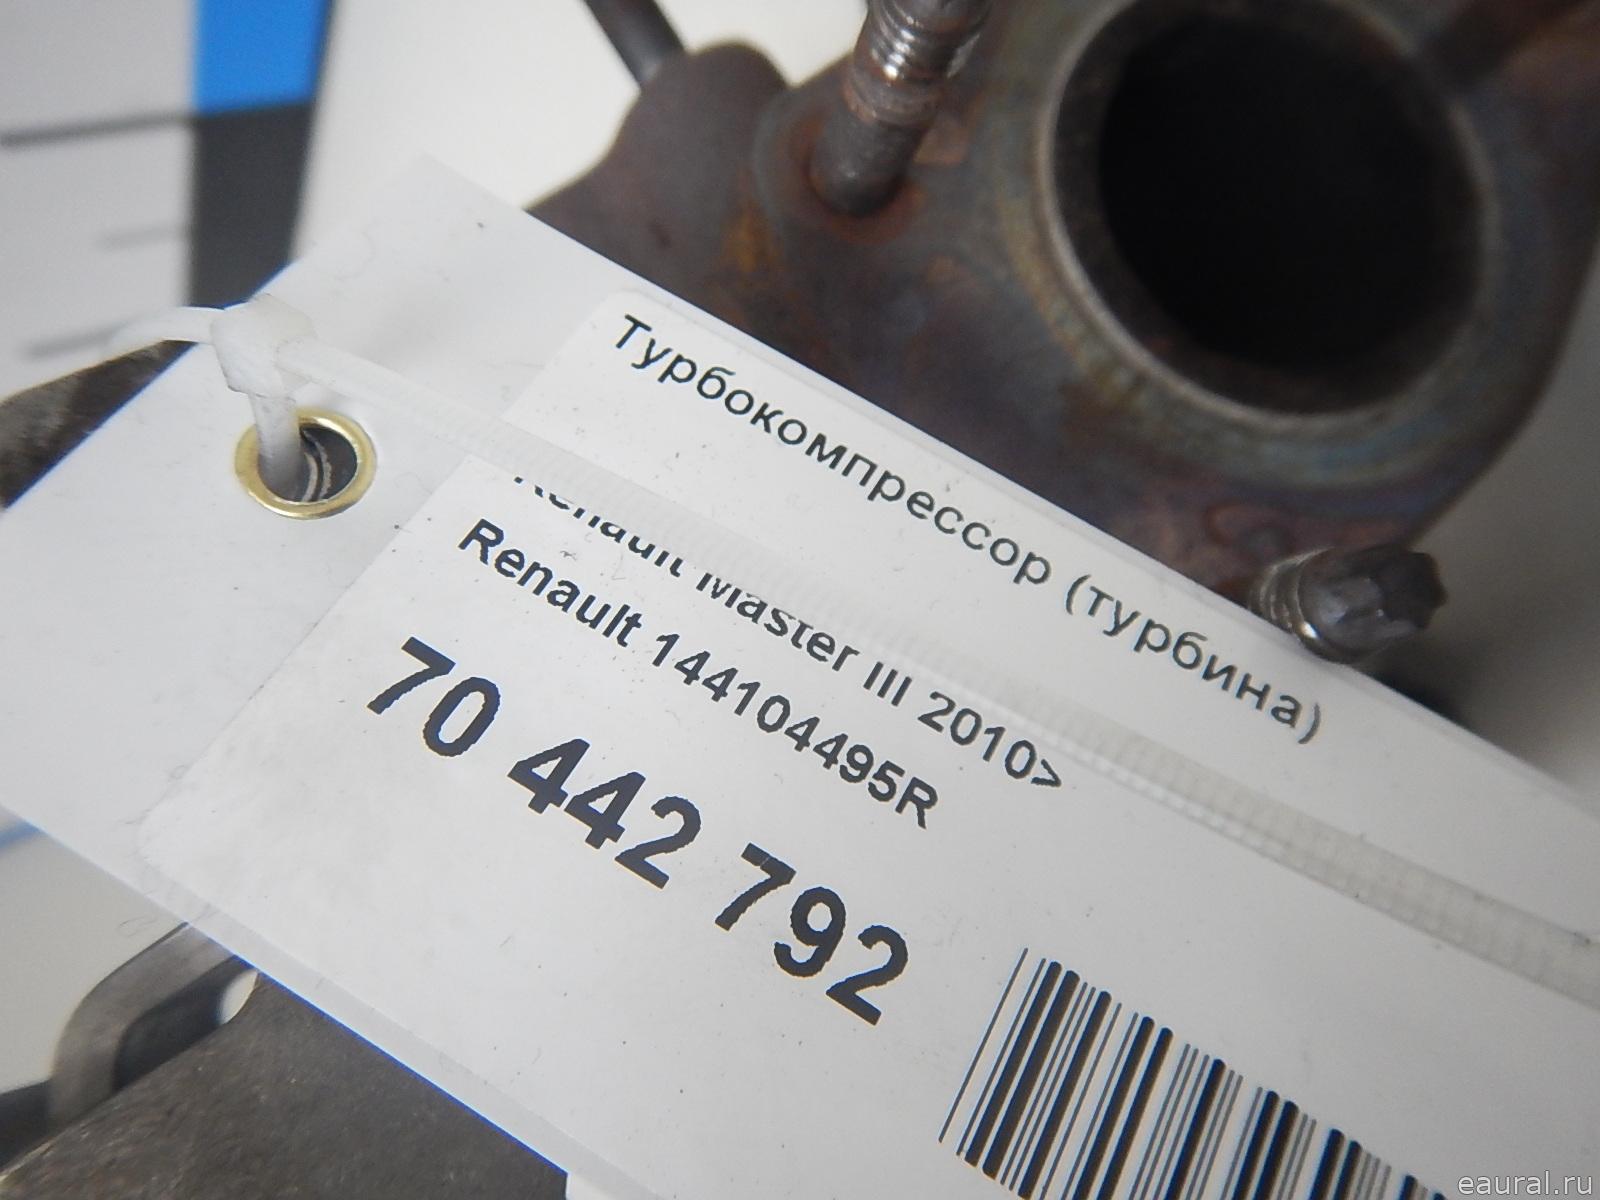 Турбокомпрессор (турбина)
Renault Master III 2010>
Renault 144104495R
70 442 792
eaural.ru